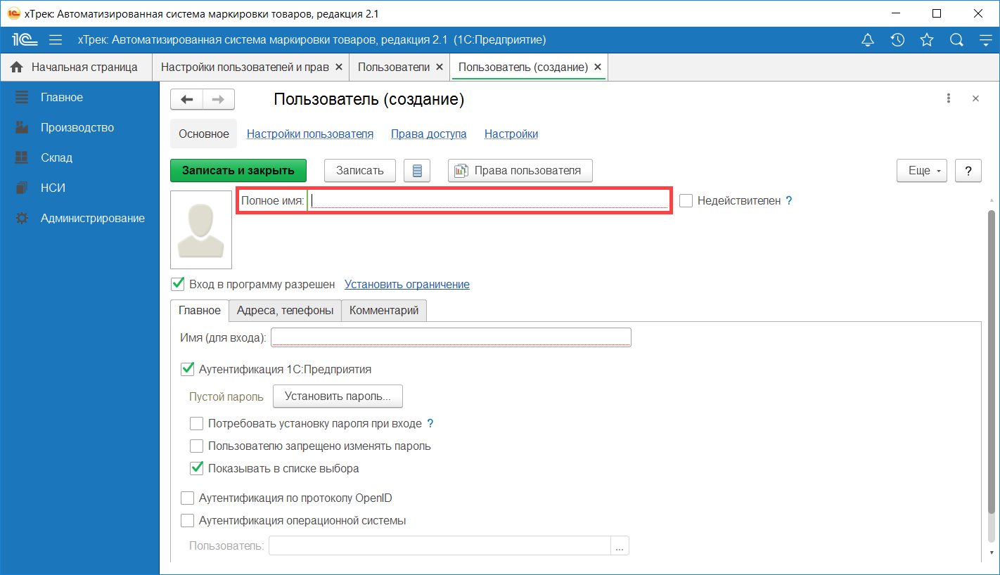 хТрек: Автоматизированная система маркировки товаров, редакция 2.1
1С хТрек: Автоматизированная система маркировки товаров, редакция 2.1 (1С:Предприятие)
Начальная страница Настройки пользователей и прав Пользователи Пользователь (создание)
Главное
Производство
Склад
НСИ
Администрирование
Пользователь (создание)
Основное Настройки пользователя Права доступа Настройки
Записать и закрыть Записать Права пользователя Еще ?
Полное имя: Недействителен ?
Вход в программу разрешен Установить ограничение
Главное Адреса, телефоны Комментарий
Имя (для входа):
Аутентификация 1С:Предприятия
Пустой пароль Установить пароль...
Потребовать установку пароля при входе ?
Пользователю запрещено изменять пароль
Показывать в списке выбора
Аутентификация по протоколу OpenID
Аутентификация операционной системы
Пользователь: ...